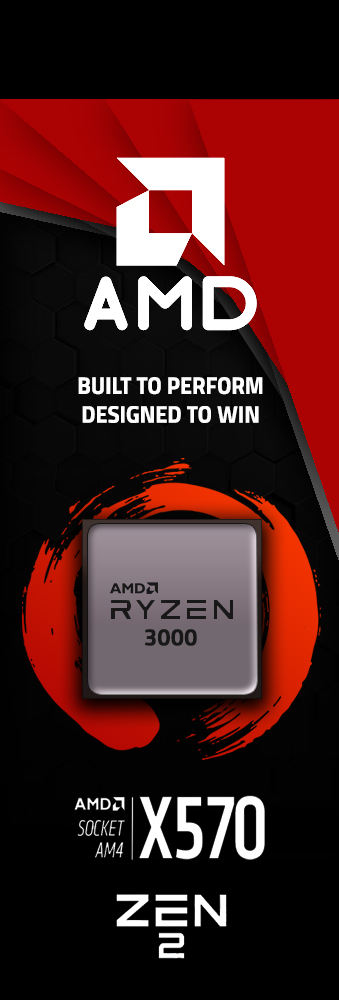 AMD
BUILT TO PERFORM
DESIGNED TO WIN
AMD
RYZEN
3000
AMD
SOCKET
AM4
X570
ZEN
2